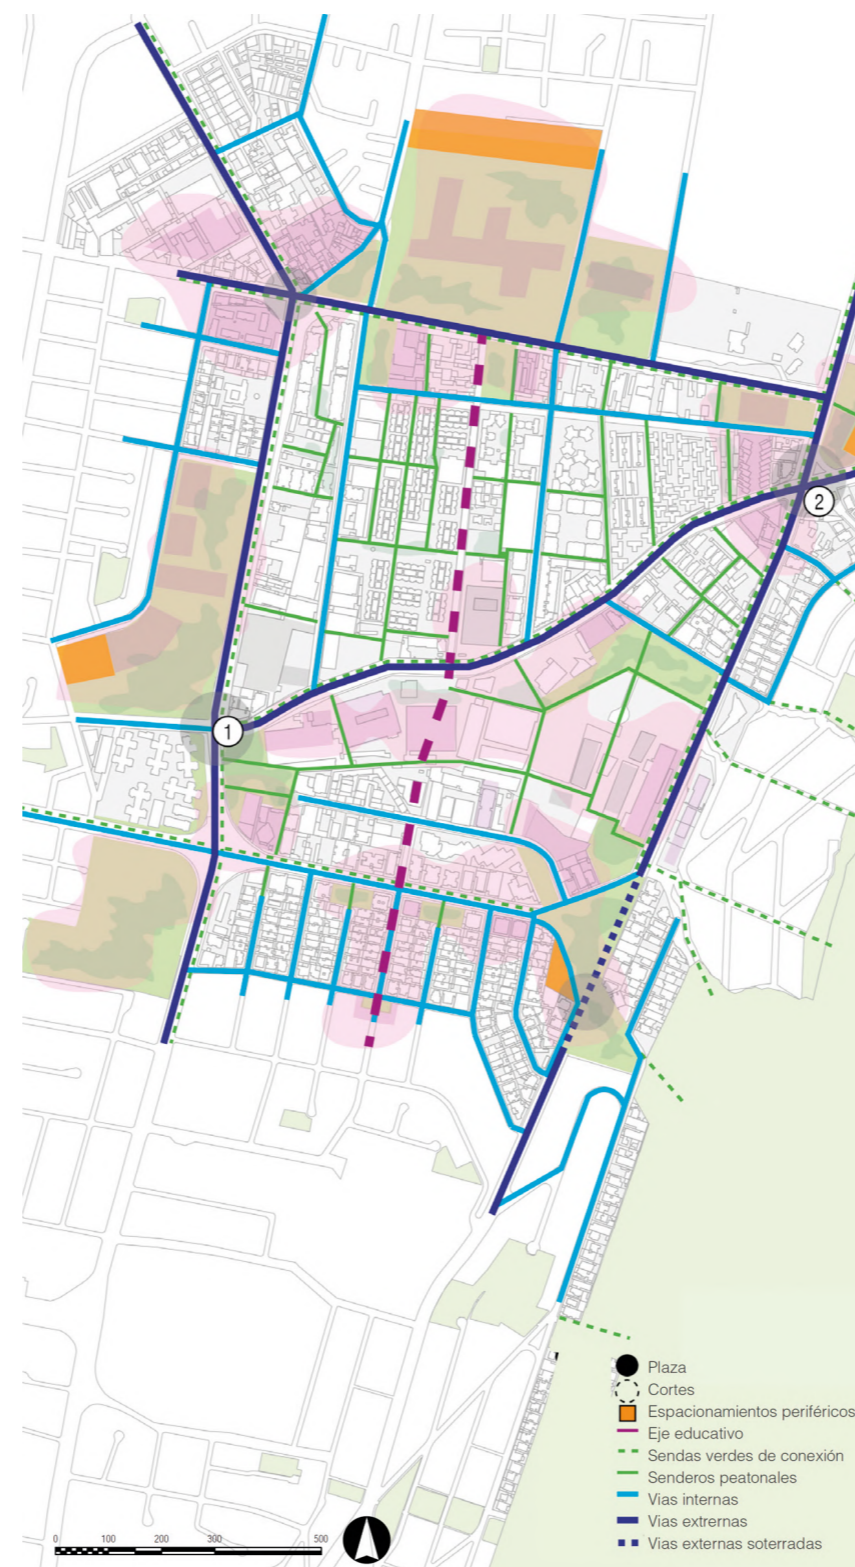 2
1
Plaza
Cortes
Espacionamientos periféricos
Eje educativo
Sendas verdes de conexión
Senderos peatonales
Vias internas
Vias extrernas
Vias externas soterradas
0 100 200 300 500